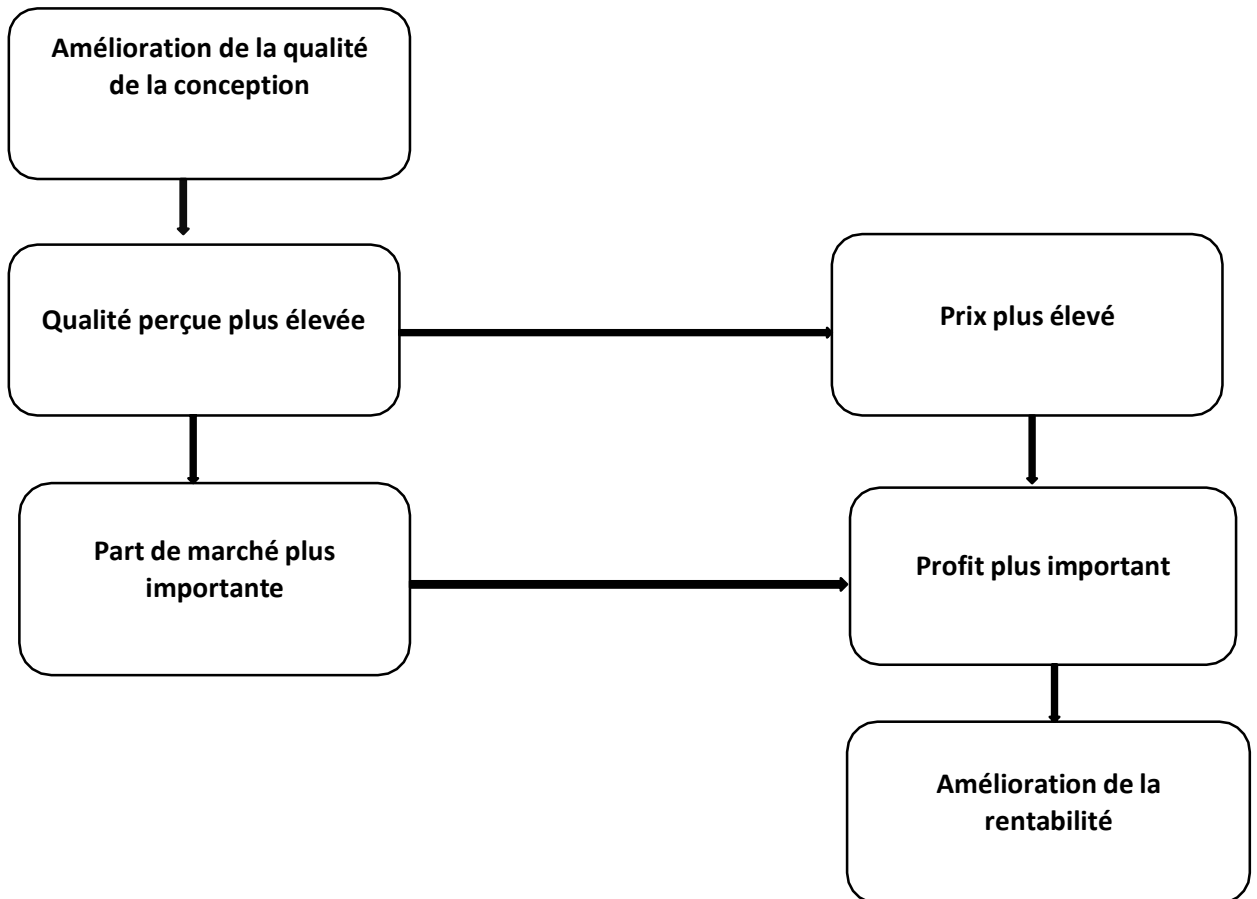 Amélioration de la qualité
de la conception
Qualité perçue plus élevée
Prix plus élevé
Part de marché plus
importante
Profit plus important
Amélioration de la
rentabilité